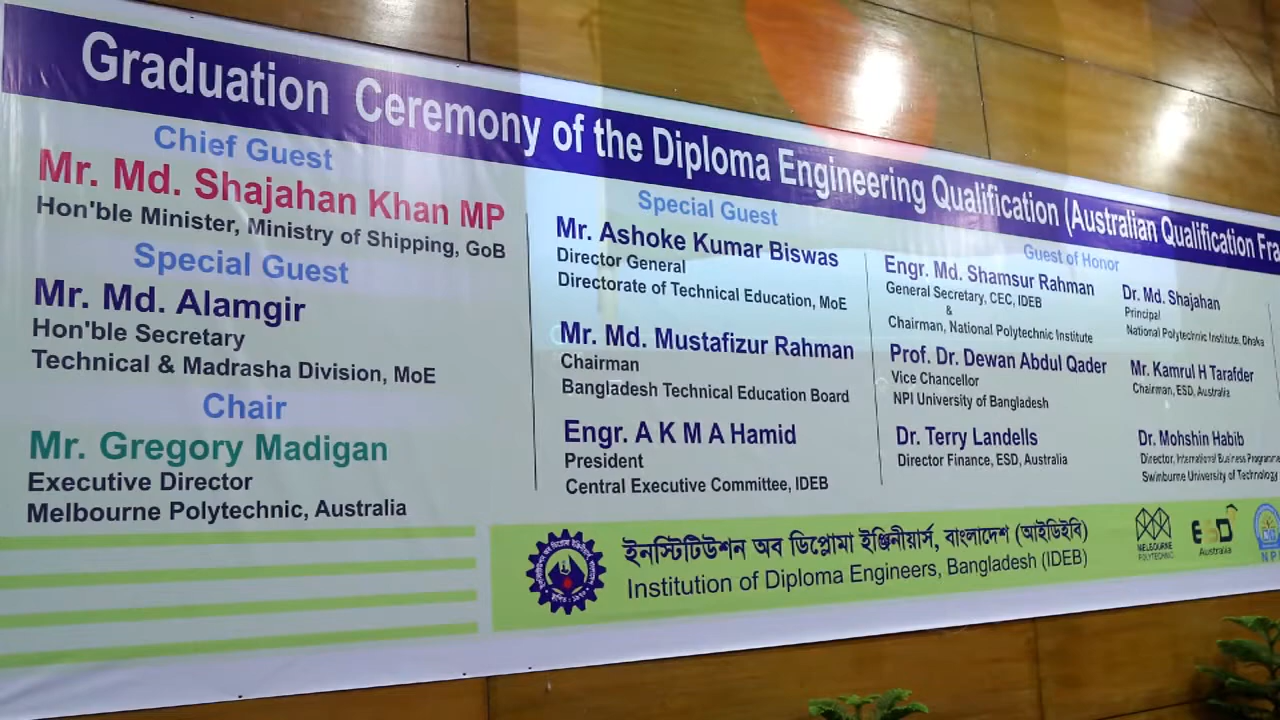 Graduation Ceremony of the Diploma Engineering Qualification (Australian Qualification Fra
Chief Guest
Mr. Md. Shajahan Khan MP
Hon'ble Minister, Ministry of Shipping, GoB
Special Guest
Mr. Md. Alamgir
Hon'ble Secretary
Technical & Madrasha Division, MoE
Chair
Mr. Gregory Madigan
Executive Director
Melbourne Polytechnic, Australia
Special Guest
Mr. Ashoke Kumar Biswas
Director General
Directorate of Technical Education, MoE
Mr. Md. Mustafizur Rahman
Chairman
Bangladesh Technical Education Board
Engr. A K M A Hamid
President
Central Executive Committee, IDEB
Guest of Honor
Engr. Md. Shamsur Rahman
General Secretary, CEC, IDEB
&
Chairman, National Polytechnic Institute
Prof. Dr. Dewan Abdul Qader
Vice Chancellor
NPI University of Bangladesh
Dr. Terry Landells
Director Finance, ESD, Australia
Dr. Md. Shajahan
Principal
National Polytechnic Institute, Dhaka
Mr. Kamrul H Tarafder
Chairman, ESD, Australia
Dr. Mohshin Habib
Director, International Business Programme
Swinburne University of Technology
ইনস্টিটিউশন অব ডিপ্লোমা ইঞ্জিনীয়ার্স, বাংলাদেশ (আইডিইবি)
Institution of Diploma Engineers, Bangladesh (IDEB)
MELBOURNE
POLYTECHNIC
ESD
Australia
NP